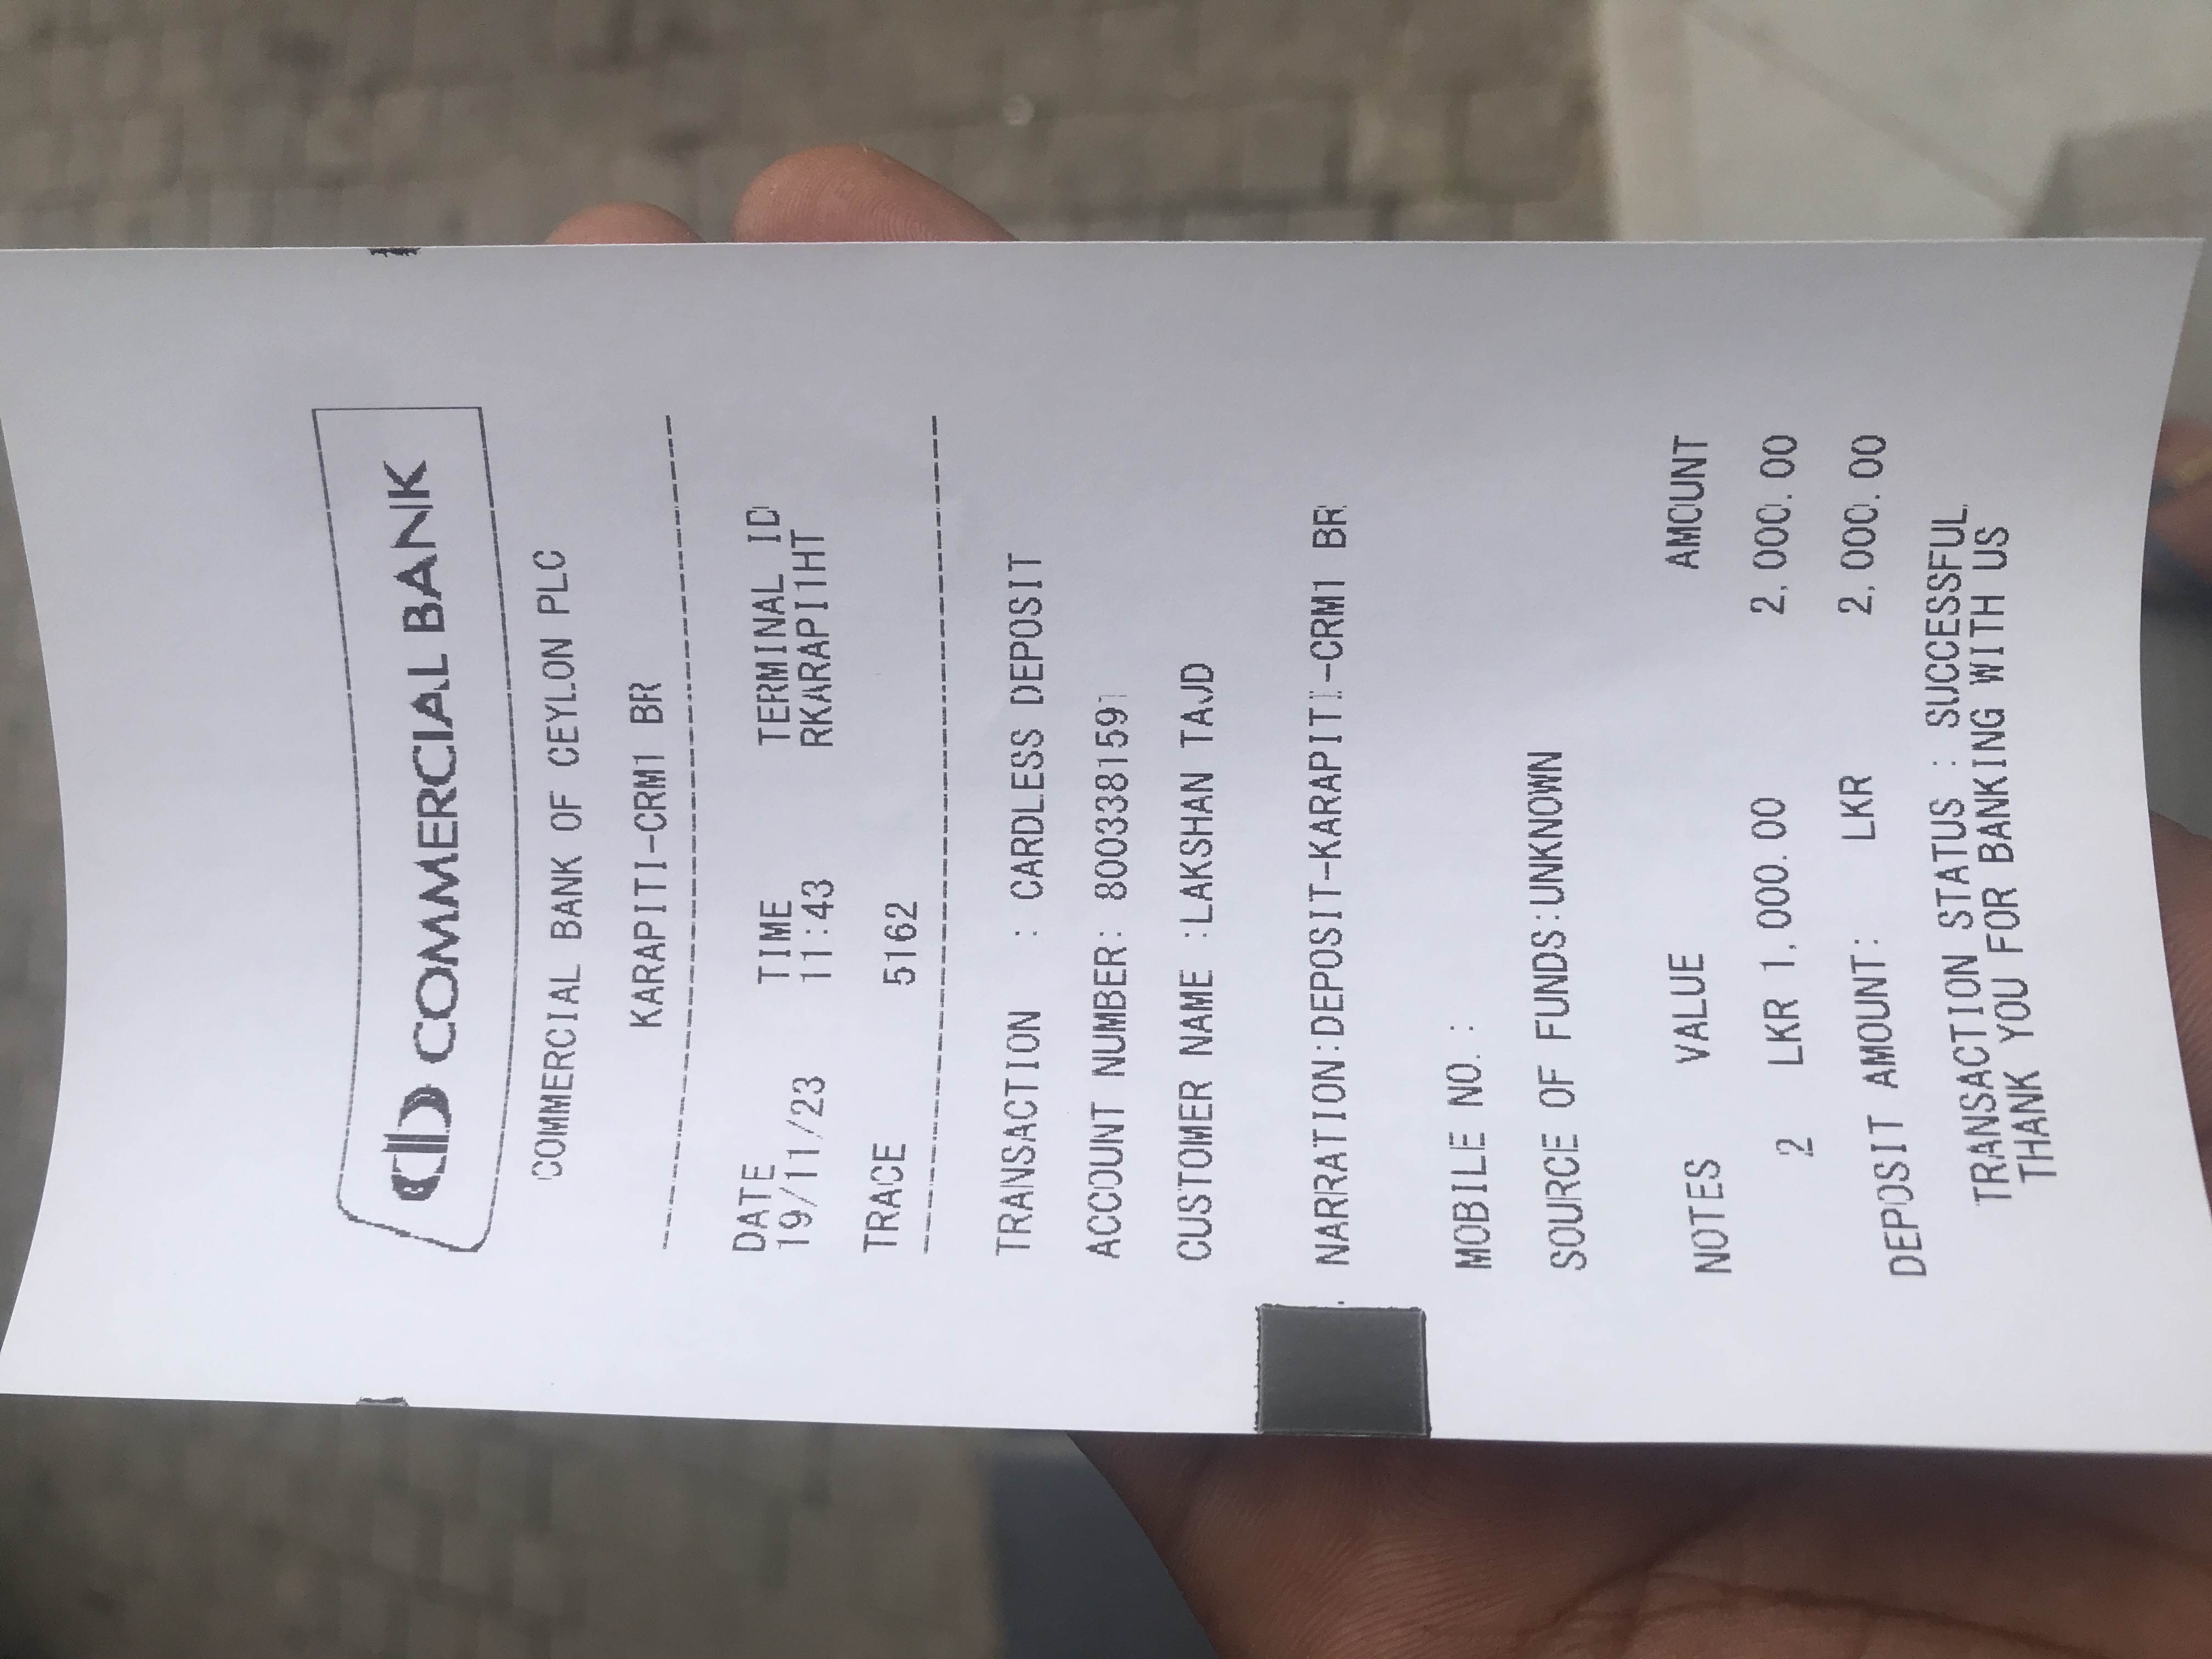 COMMERCIAL BANK
COMMERCIAL BANK OF CEYLON PLC
KARAPITI-CRM1 BR
DATE TIME TERMINAL ID
19/11/23 11:43 RKARAPI1HT
TRACE 5162
TRANSACTION : CARDLESS DEPOSIT
ACCOUNT NUMBER: 8003381591
CUSTOMER NAME :LAKSHAN TAJD
NARRATION:DEPOSIT-KARAPITI-CRM1 BR
MOBILE NO. :
SOURCE OF FUNDS:UNKNOWN
NOTES VALUE AMOUNT
2 LKR 1,000.00 2,000.00
DEPOSIT AMOUNT: LKR 2,000.00
TRANSACTION STATUS : SUCCESSFUL
THANK YOU FOR BANKING WITH US